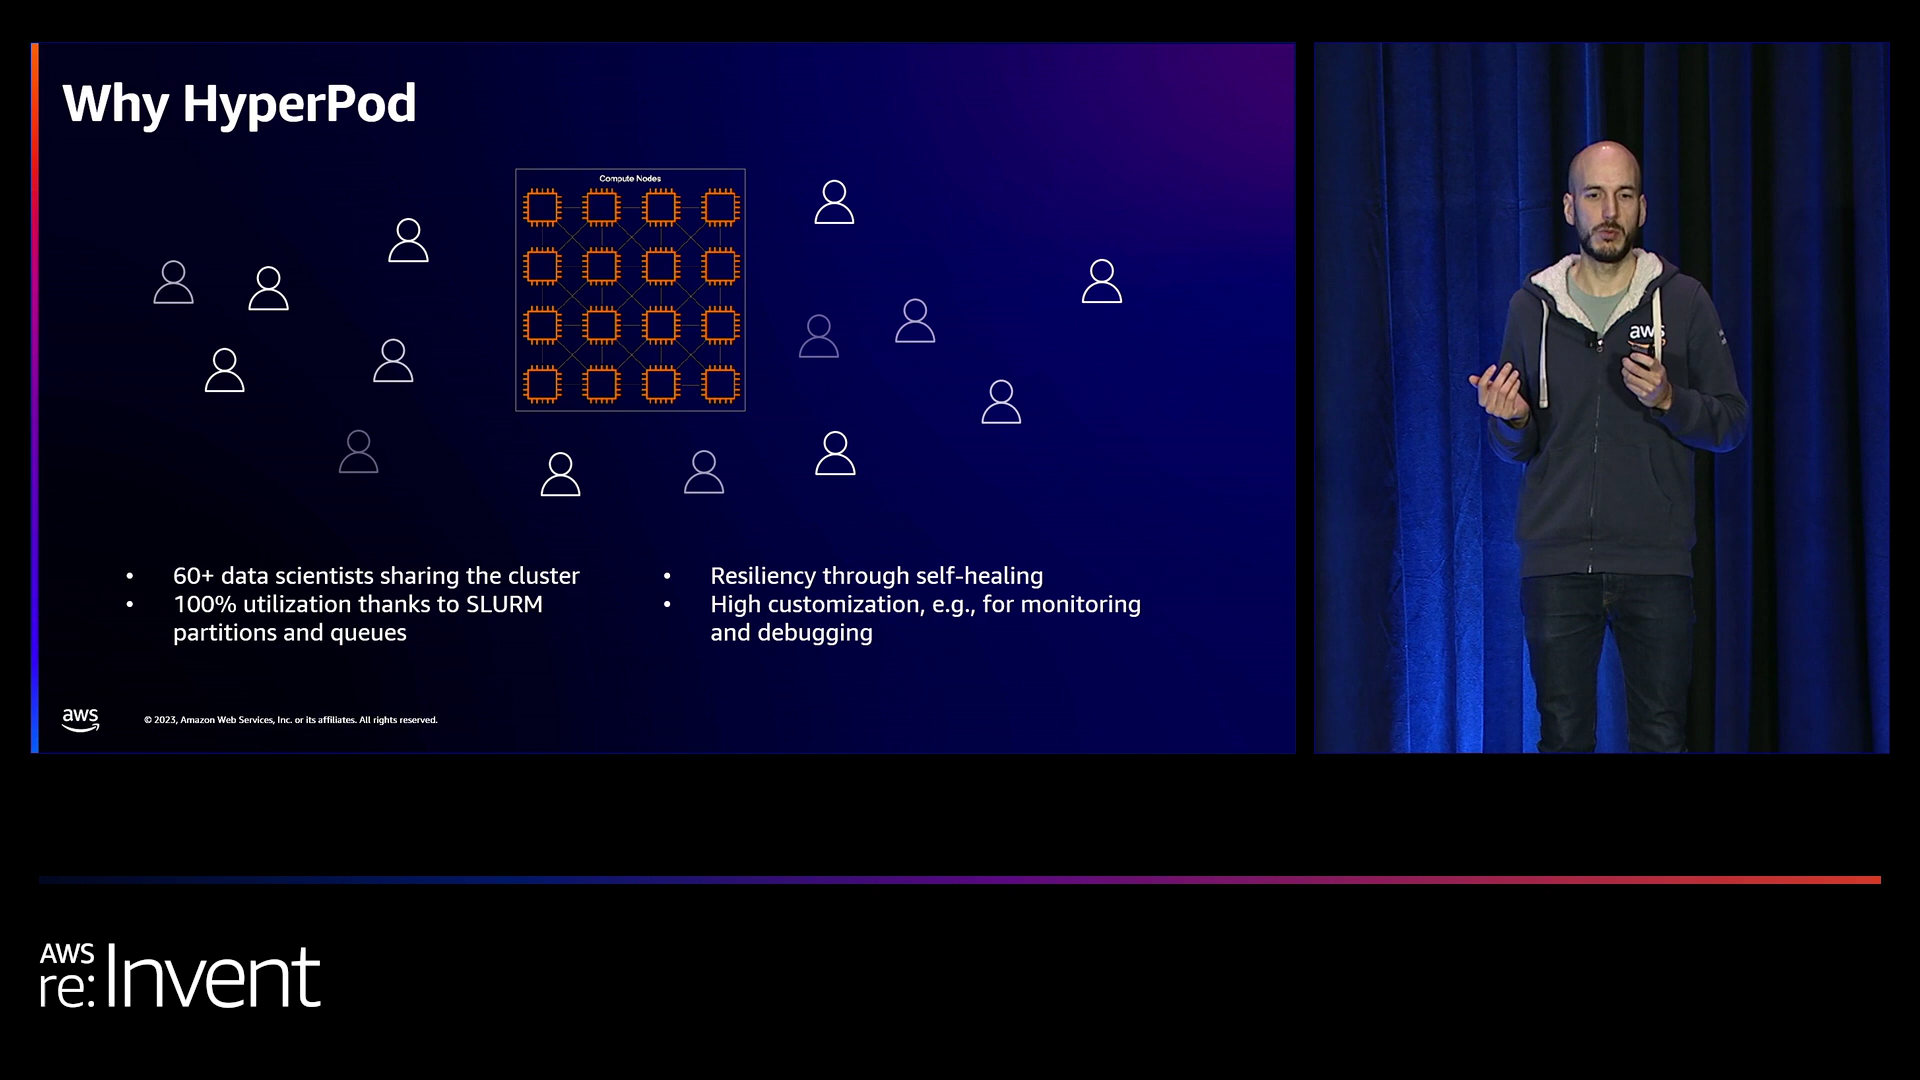 Why HyperPod
Compute Nodes
• 60+ data scientists sharing the cluster
• 100% utilization thanks to SLURM
partitions and queues
• Resiliency through self-healing
• High customization, e.g., for monitoring
and debugging
aws
© 2023, Amazon Web Services, Inc. or its affiliates. All rights reserved.
aws
AWS
re:Invent